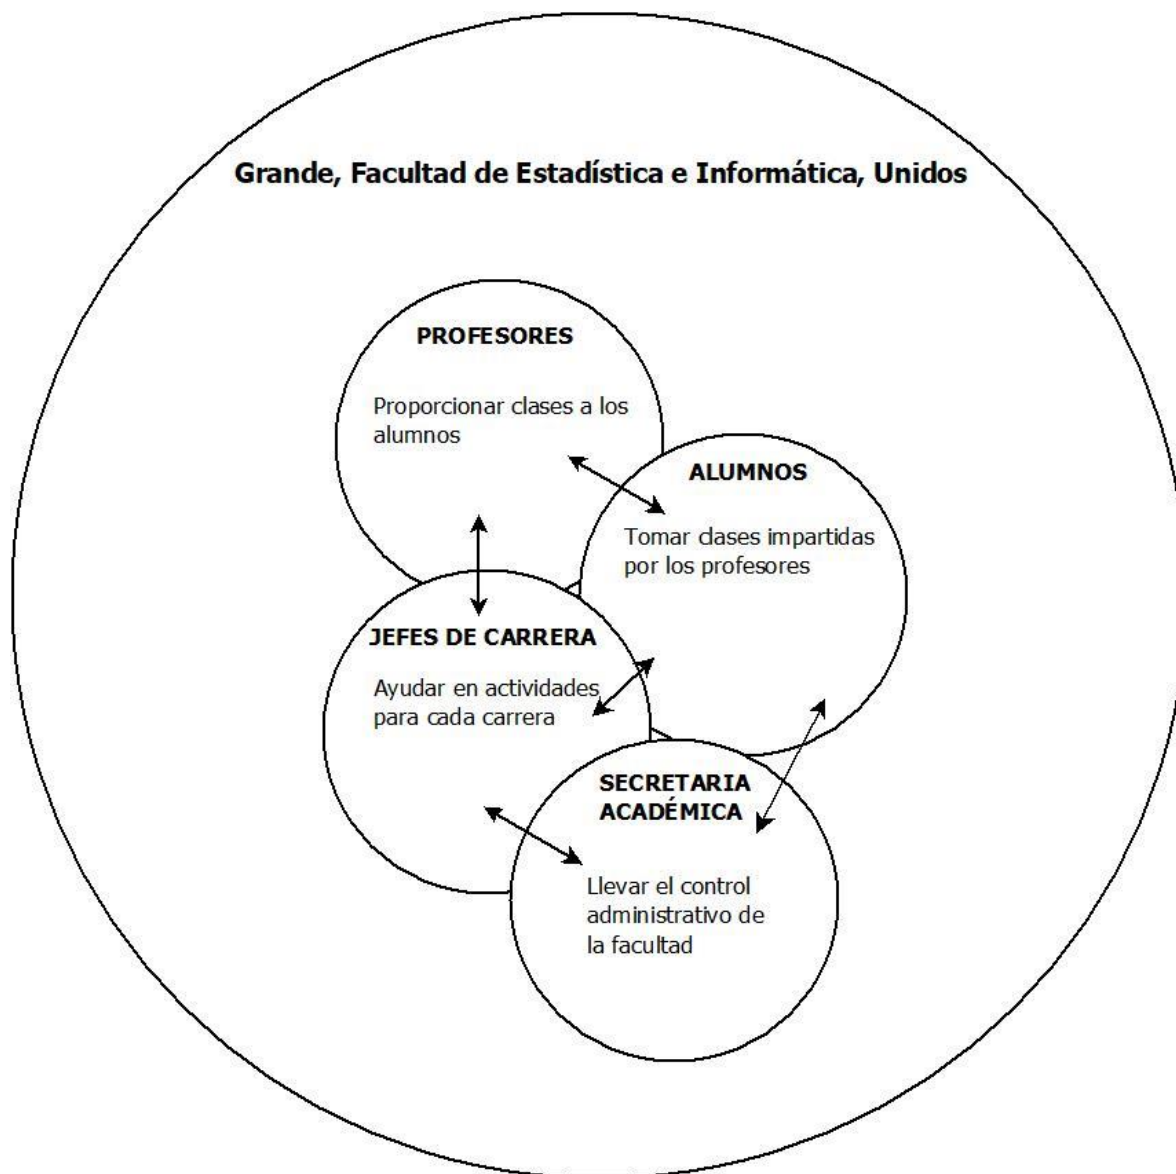 Grande, Facultad de Estadística e Informática, Unidos
PROFESORES
Proporcionar clases a los
alumnos
ALUMNOS
Tomar clases impartidas
por los profesores
JEFES DE CARRERA
Ayudar en actividades
para cada carrera
SECRETARIA
ACADÉMICA
Llevar el control
administrativo de
la facultad